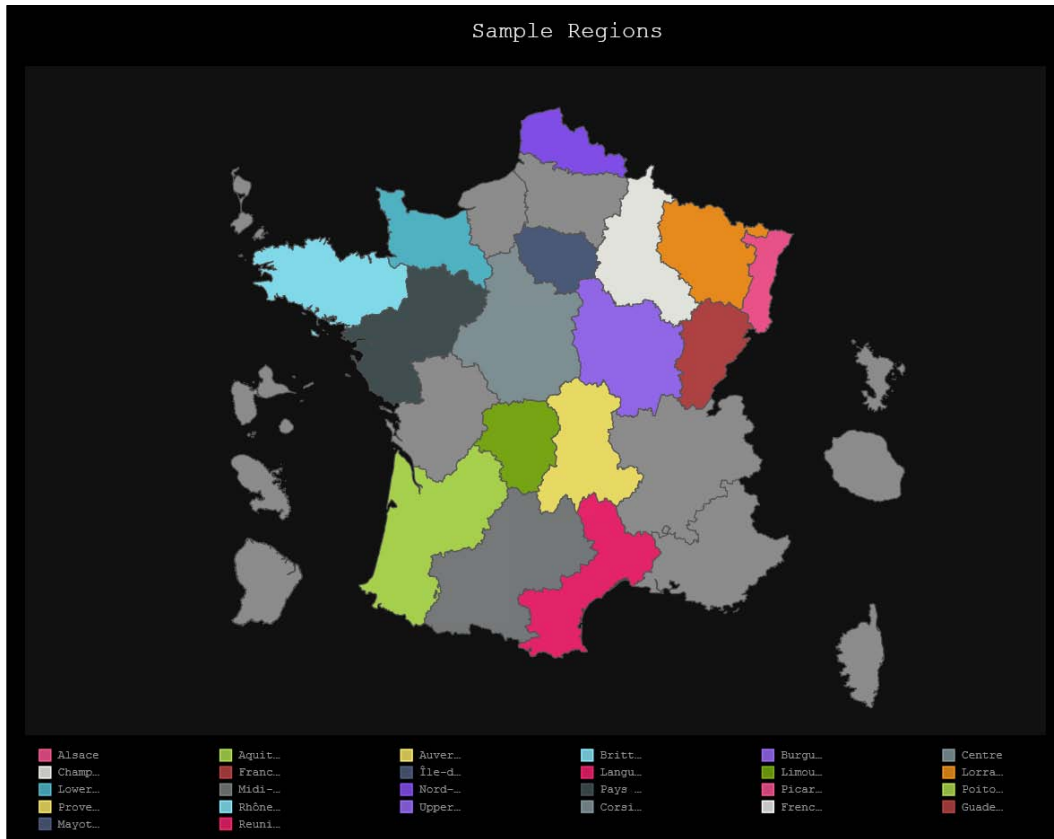 Sample Regions
Alsace Aquit… Auver… Britt… Burgu… Centre
Champ… Franc… Île-d… Langu… Limou… Lorra…
Lower… Midi-… Nord-… Pays … Picar… Poito…
Prove… Rhône… Upper… Corsi… Frenc… Guade…
Mayot… Reuni…